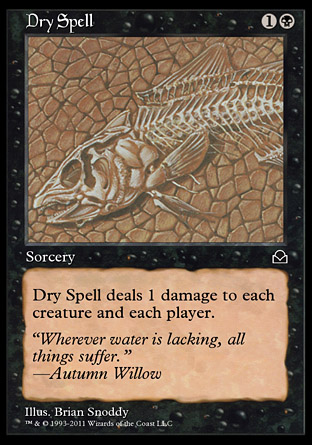 Dry Spell 1
Sorcery
Dry Spell deals 1 damage to each
creature and each player.
“Wherever water is lacking, all
things suffer.”
—Autumn Willow
Illus. Brian Snoddy
™ & © 1993-2011 Wizards of the Coast LLC